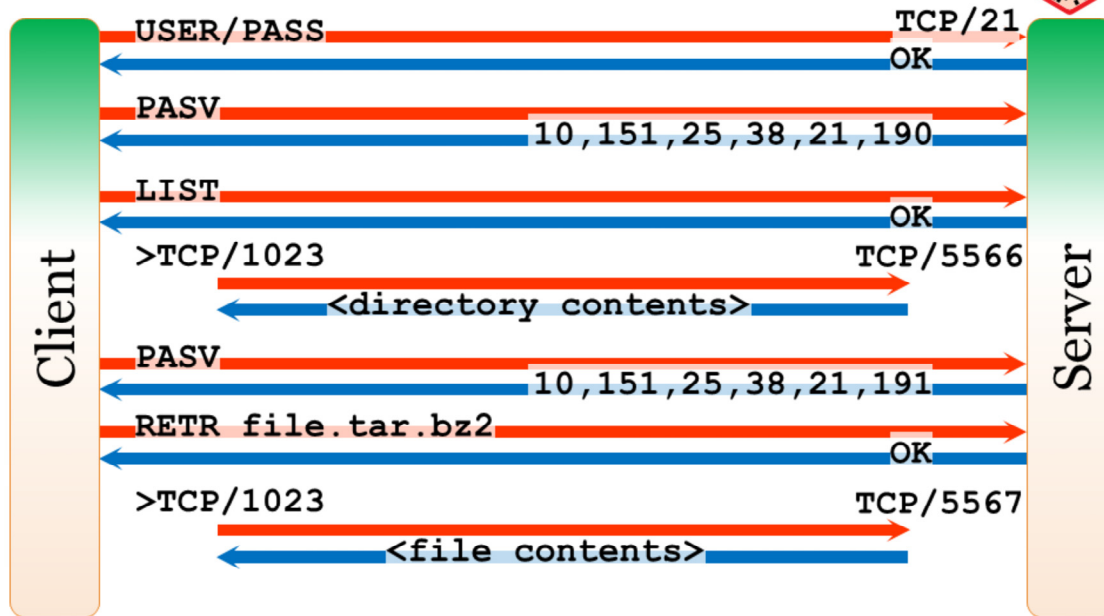 USER/PASS TCP/21
OK
PASV
10,151,25,38,21,190
LIST
OK
>TCP/1023 TCP/5566
<directory contents>
PASV
10,151,25,38,21,191
RETR file.tar.bz2
OK
>TCP/1023 TCP/5567
<file contents>
Client
Server